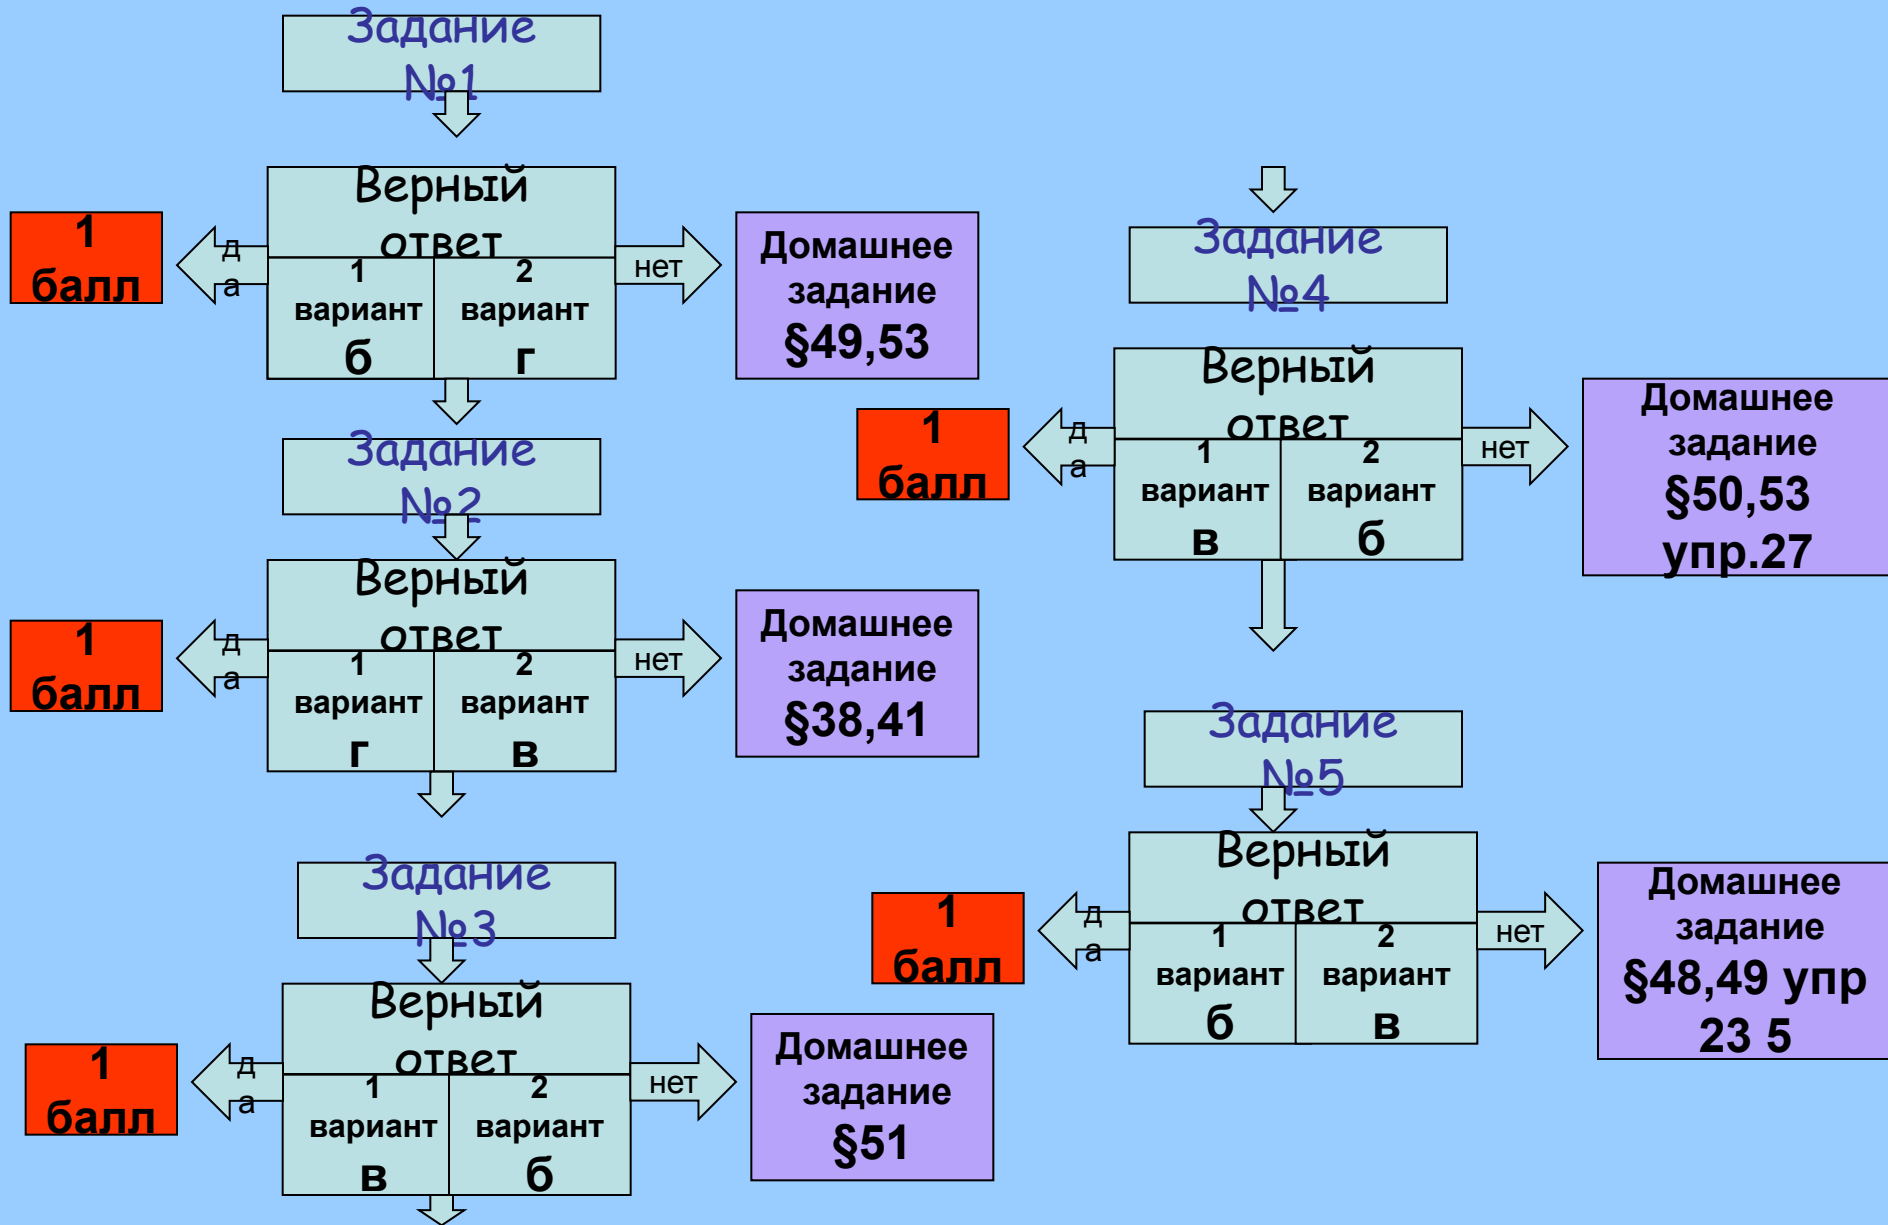 Задание
№1
Верный
ответ
1
балл
да
1
вариант
б
2
вариант
г
нет
Домашнее
задание
§49,53
Задание
№2
Верный
ответ
1
балл
да
1
вариант
г
2
вариант
в
нет
Домашнее
задание
§38,41
Задание
№3
Верный
ответ
1
балл
да
1
вариант
в
2
вариант
б
нет
Домашнее
задание
§51
Задание
№4
Верный
ответ
1
балл
да
1
вариант
в
2
вариант
б
нет
Домашнее
задание
§50,53
упр.27
Задание
№5
Верный
ответ
1
балл
да
1
вариант
б
2
вариант
в
нет
Домашнее
задание
§48,49 упр
23 5